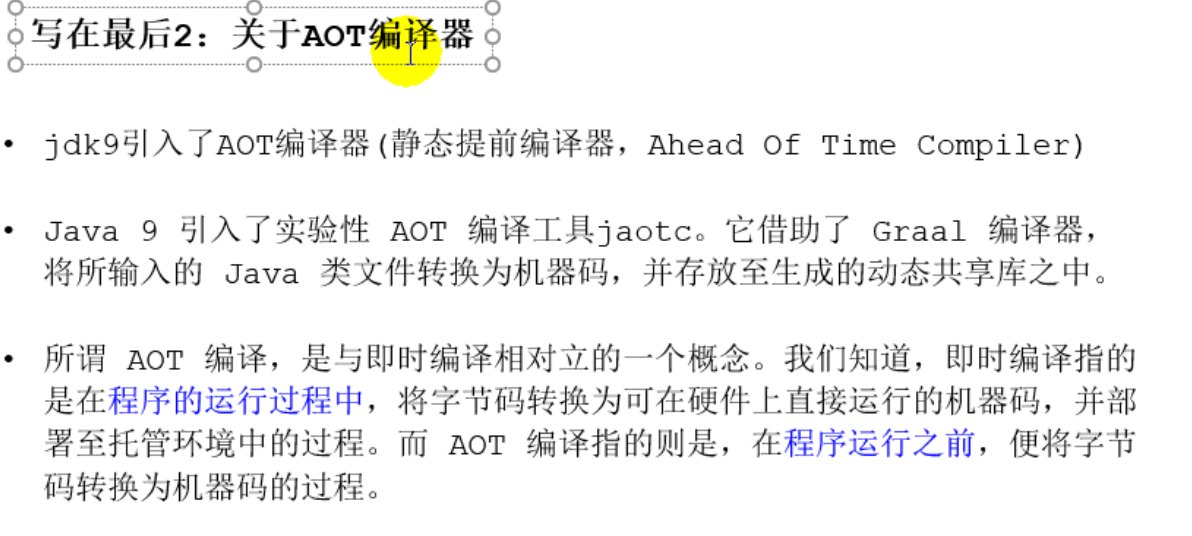 写在最后2：关于AOT编译器
• jdk9引入了AOT编译器(静态提前编译器，Ahead Of Time Compiler)
• Java 9 引入了实验性 AOT 编译工具jaotc。它借助了 Graal 编译器，
将所输入的 Java 类文件转换为机器码，并存放至生成的动态共享库之中。
• 所谓 AOT 编译，是与即时编译相对立的一个概念。我们知道，即时编译指的
是在程序的运行过程中，将字节码转换为可在硬件上直接运行的机器码，并部
署至托管环境中的过程。而 AOT 编译指的则是，在程序运行之前，便将字节
码转换为机器码的过程。